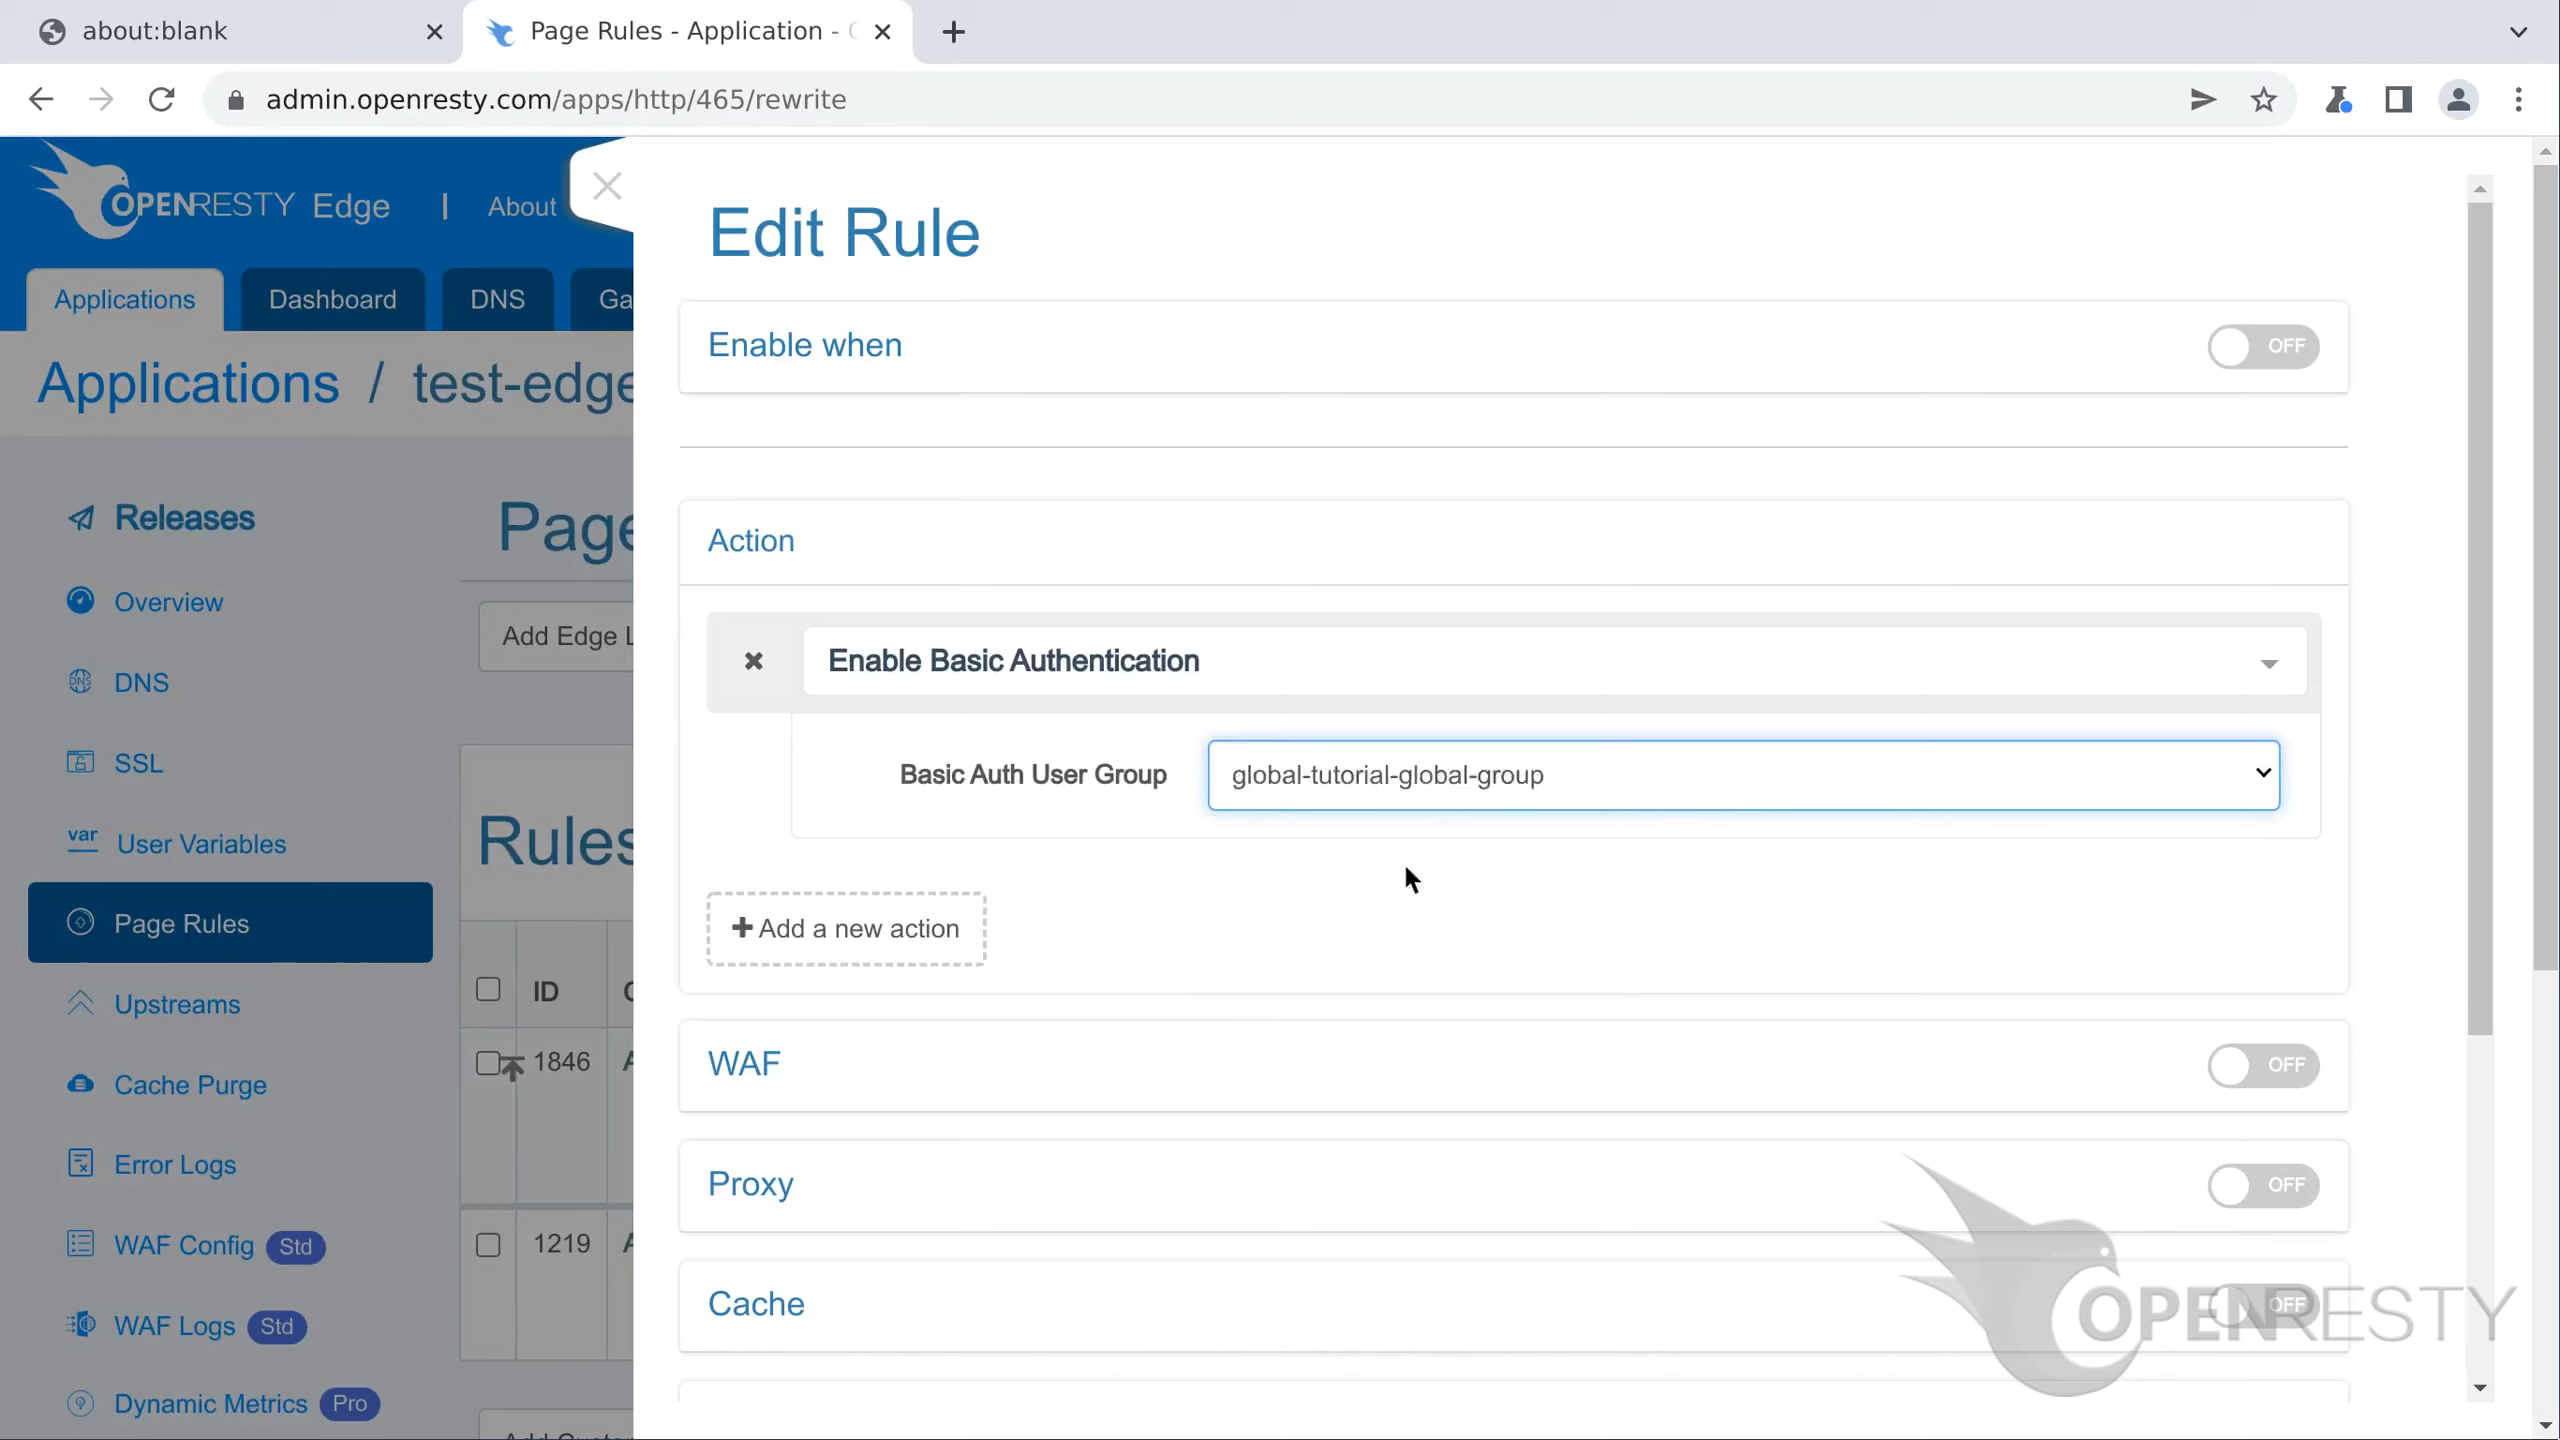 about:blank
Page Rules - Application -
admin.openresty.com/apps/http/465/rewrite
OPENRESTY Edge | About
Applications
Dashboard
DNS
Ga
Applications / test-edge
Releases
Overview
DNS
SSL
var User Variables
Page Rules
Upstreams
Cache Purge
Error Logs
WAF Config Std
WAF Logs Std
Dynamic Metrics Pro
Page
Add Edge L
Rules
ID
1846
1219
Edit Rule
Enable when
OFF
Action
Enable Basic Authentication
Basic Auth User Group
global-tutorial-global-group
Add a new action
WAF
OFF
Proxy
OFF
Cache
OFF
OPENRESTY